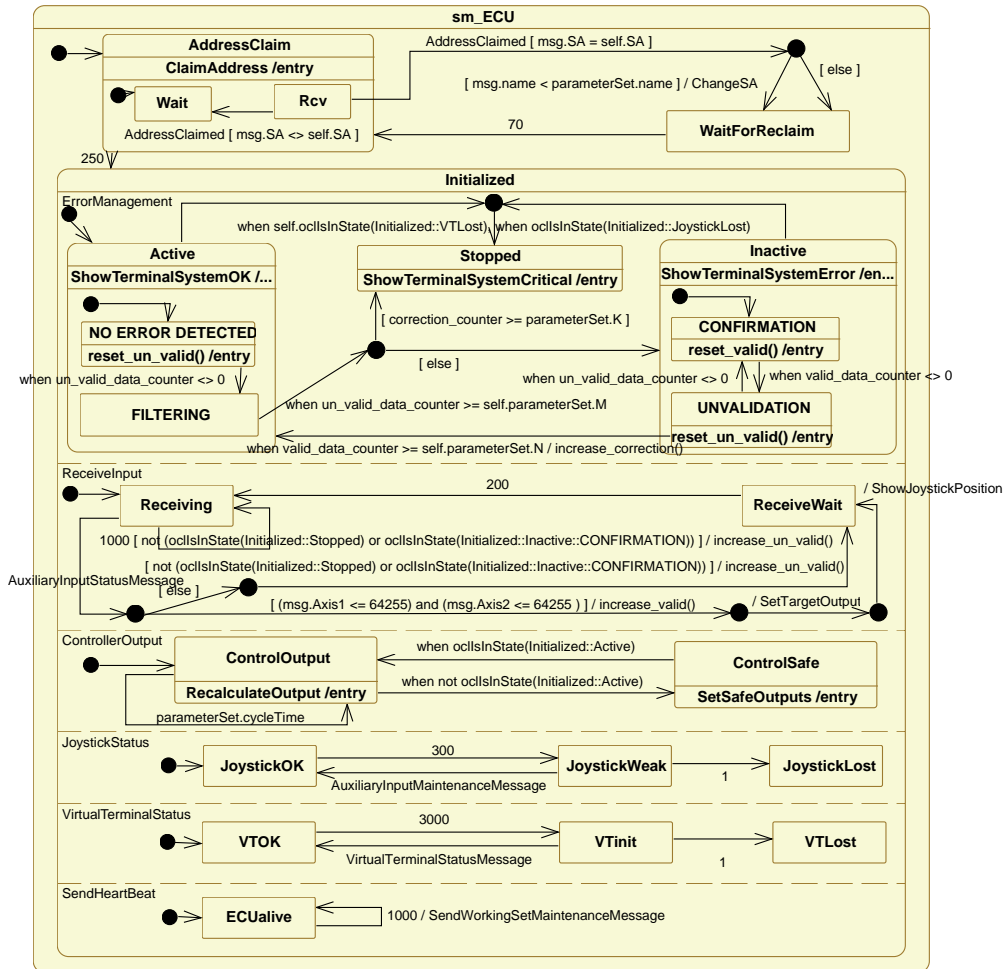 sm_ECU
AddressClaim
ClaimAddress /entry
Wait
Rcv
AddressClaimed [ msg.SA = self.SA ]
[ else ]
[ msg.name < parameterSet.name ] / ChangeSA
AddressClaimed [ msg.SA <> self.SA ]
70
WaitForReclaim
250
Initialized
ErrorManagement
when self.oclIsInState(Initialized::VTLost)
when oclIsInState(Initialized::JoystickLost)
Active
ShowTerminalSystemOK /...
Stopped
ShowTerminalSystemCritical /entry
Inactive
ShowTerminalSystemError /en...
NO ERROR DETECTED
reset_un_valid() /entry
[ correction_counter >= parameterSet.K ]
CONFIRMATION
reset_valid() /entry
[ else ]
when un_valid_data_counter <> 0
when un_valid_data_counter <> 0
when valid_data_counter <> 0
FILTERING
when un_valid_data_counter >= self.parameterSet.M
UNVALIDATION
reset_un_valid() /entry
when valid_data_counter >= self.parameterSet.N / increase_correction()
ReceiveInput
Receiving
200
ReceiveWait
/ ShowJoystickPosition
1000 [ not (oclIsInState(Initialized::Stopped) or oclIsInState(Initialized::Inactive::CONFIRMATION)) ] / increase_un_valid()
[ not (oclIsInState(Initialized::Stopped) or oclIsInState(Initialized::Inactive::CONFIRMATION)) ] / increase_un_valid()
AuxiliaryInputStatusMessage
[ else ]
[ (msg.Axis1 <= 64255) and (msg.Axis2 <= 64255 ) ] / increase_valid()
/ SetTargetOutput
ControllerOutput
ControlOutput
RecalculateOutput /entry
when oclIsInState(Initialized::Active)
when not oclIsInState(Initialized::Active)
ControlSafe
SetSafeOutputs /entry
parameterSet.cycleTime
JoystickStatus
JoystickOK
300
AuxiliaryInputMaintenanceMessage
JoystickWeak
1
JoystickLost
VirtualTerminalStatus
VTOK
3000
VirtualTerminalStatusMessage
VTinit
1
VTLost
SendHeartBeat
ECUalive
1000 / SendWorkingSetMaintenanceMessage